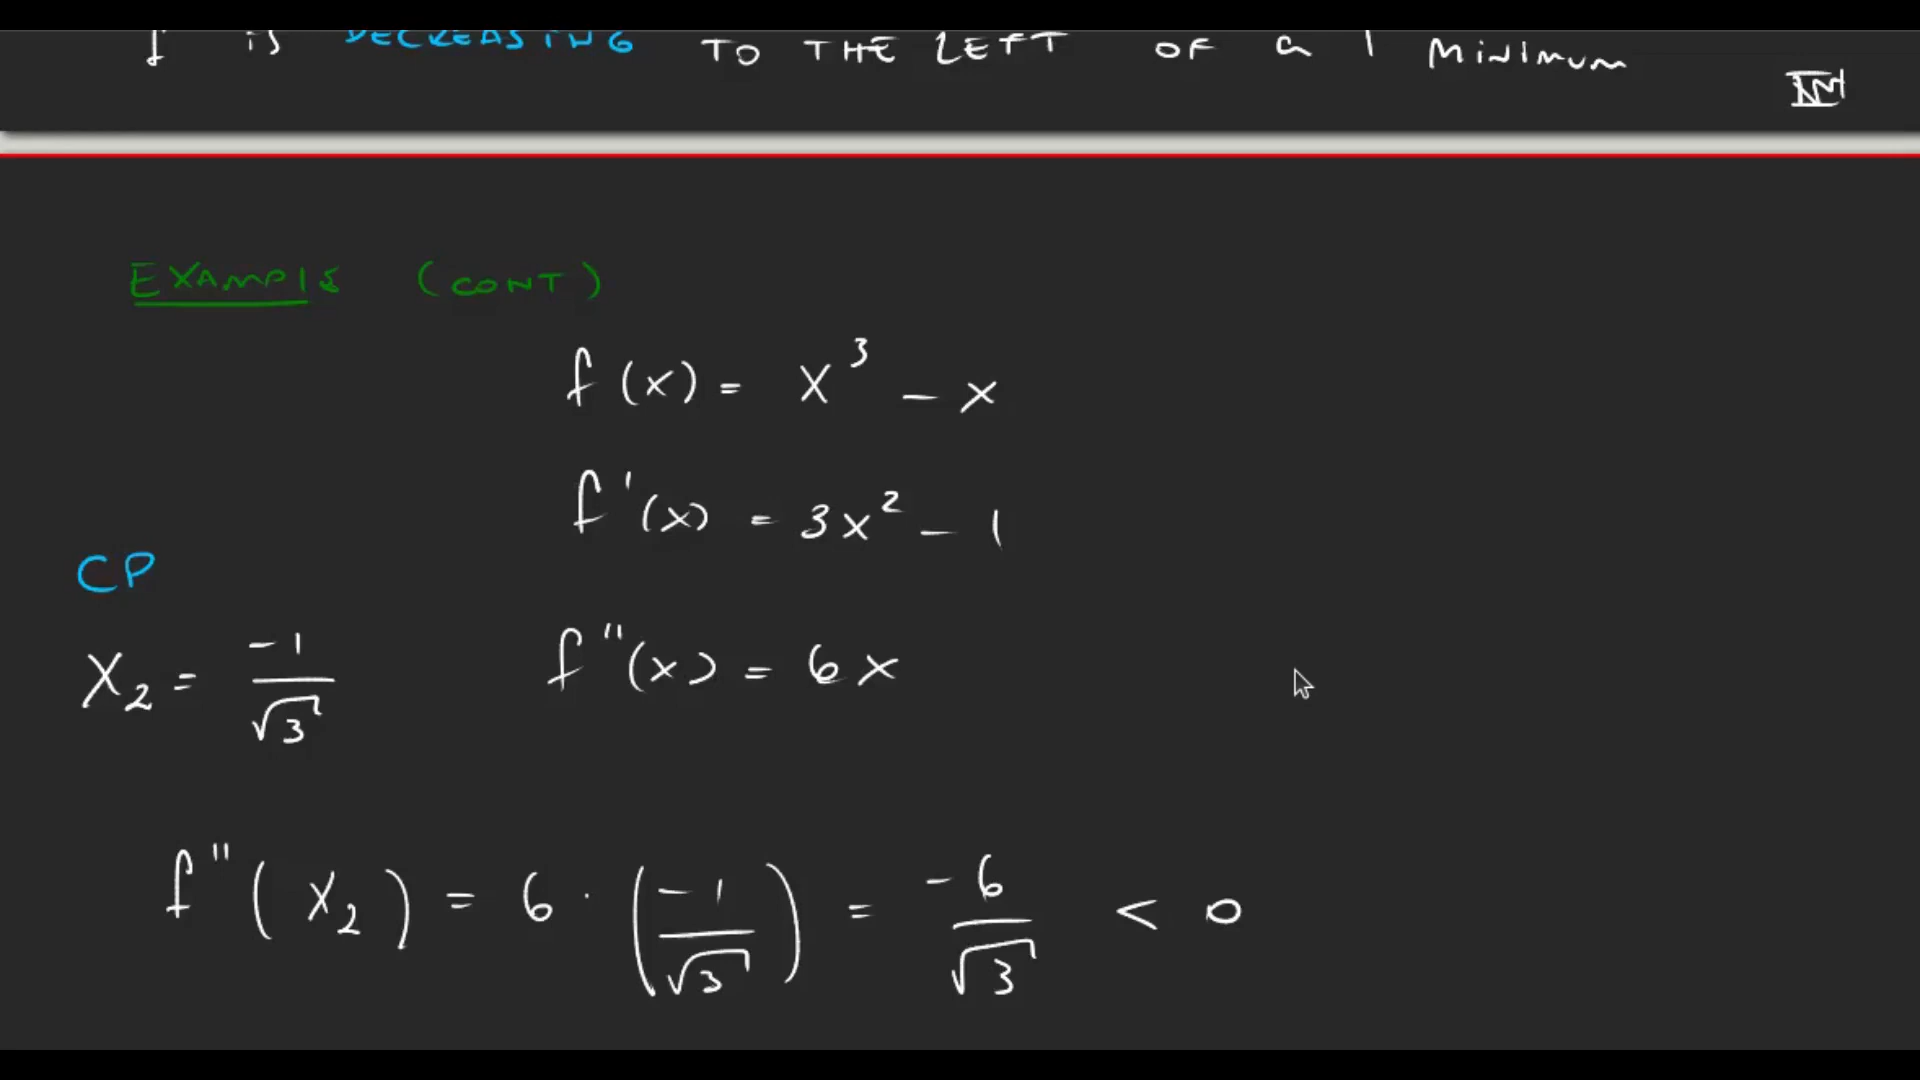 f is DECREASING TO THE LEFT OF a | MINIMUM
EXAMPLE (CONT)
f(x) = x³ - x
f'(x) = 3x² - 1
CP
x₂ = -1/√3
f''(x) = 6x
f''(x₂) = 6 · (-1/√3) = -6/√3 < 0